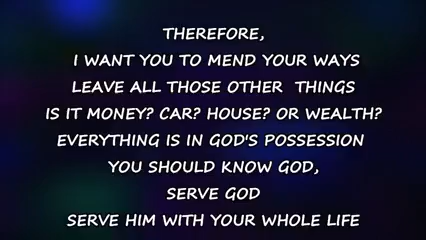 THEREFORE,
I WANT YOU TO MEND YOUR WAYS
LEAVE ALL THOSE OTHER THINGS
IS IT MONEY? CAR? HOUSE? OR WEALTH?
EVERYTHING IS IN GOD'S POSSESSION
YOU SHOULD KNOW GOD,
SERVE GOD
SERVE HIM WITH YOUR WHOLE LIFE